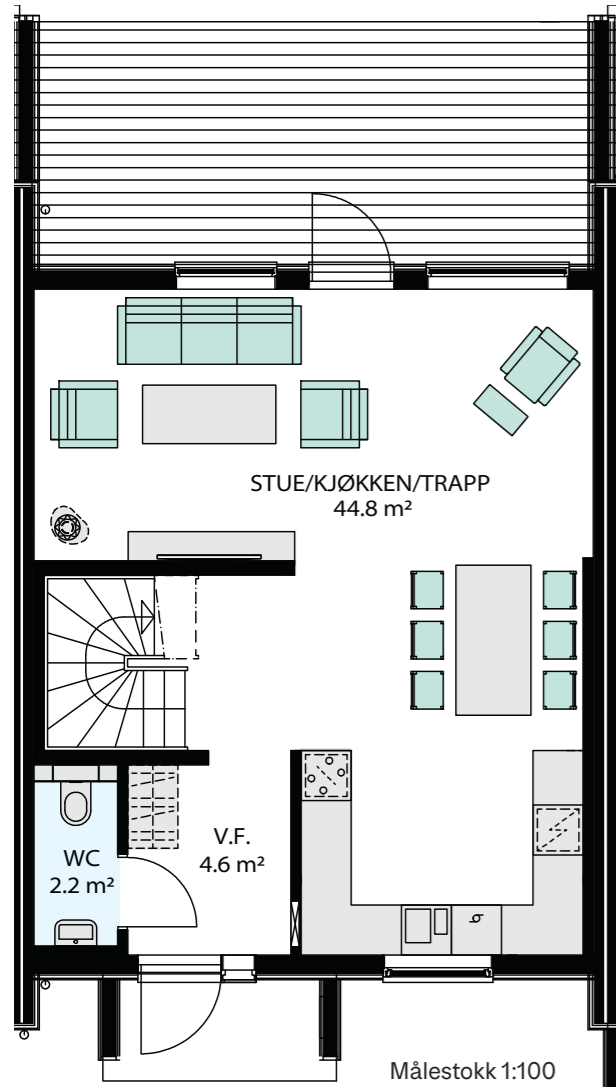 STUE/KJØKKEN/TRAPP
44.8 m²
V.F.
4.6 m²
WC
2.2 m²
Målestokk 1:100